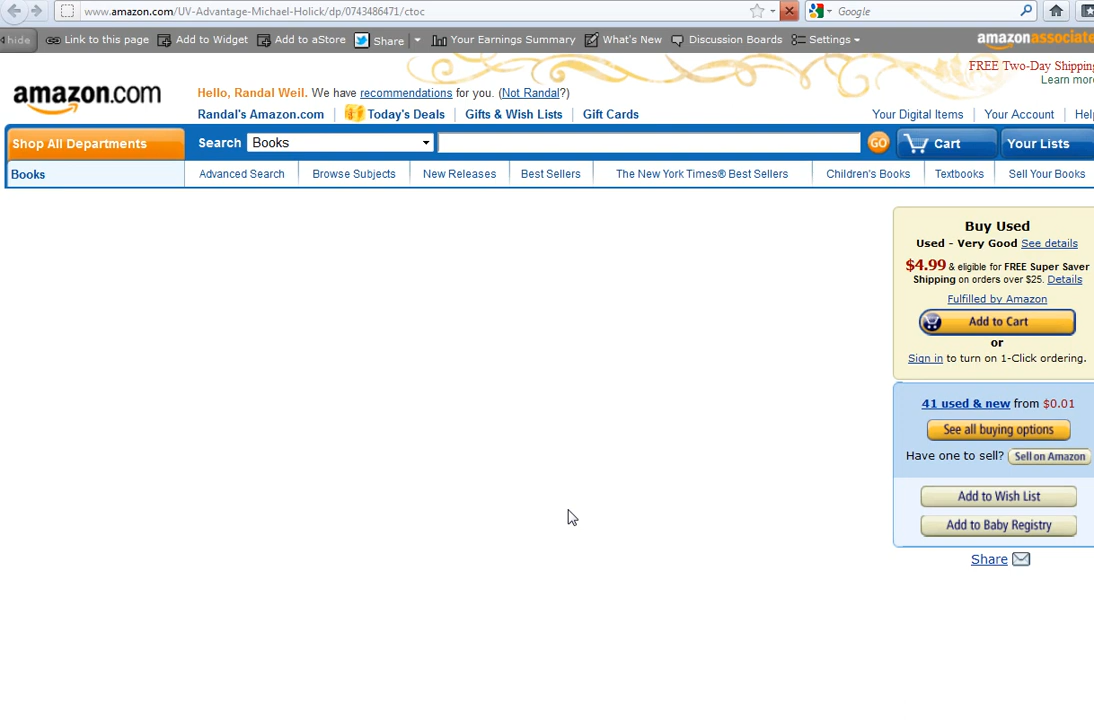 www.amazon.com/UV-Advantage-Michael-Holick/dp/0743486471/ctoc
Google
hide Link to this page Add to Widget Add to aStore Share Your Earnings Summary What's New Discussion Boards Settings amazonassociate
FREE Two-Day Shipping
Learn more
amazon.com
Hello, Randal Weil. We have recommendations for you. (Not Randal?)
Randal's Amazon.com Today's Deals Gifts & Wish Lists Gift Cards Your Digital Items Your Account Help
Shop All Departments Search Books GO Cart Your Lists
Books Advanced Search Browse Subjects New Releases Best Sellers The New York Times® Best Sellers Children's Books Textbooks Sell Your Books
Buy Used
Used - Very Good See details
$4.99 & eligible for FREE Super Saver
Shipping on orders over $25. Details
Fulfilled by Amazon
Add to Cart
or
Sign in to turn on 1-Click ordering.
41 used & new from $0.01
See all buying options
Have one to sell? Sell on Amazon
Add to Wish List
Add to Baby Registry
Share